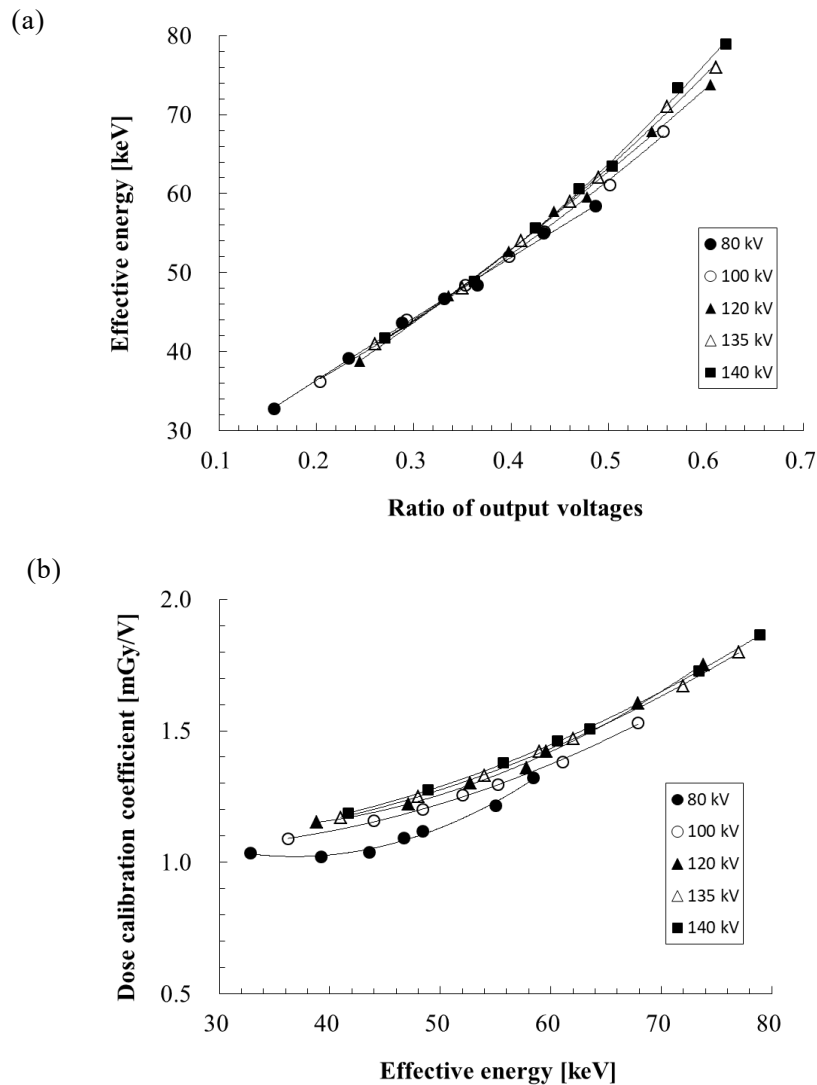 (a)
80
70
60
50
40
30
Effective energy [keV]
0.1 0.2 0.3 0.4 0.5 0.6 0.7
Ratio of output voltages
80 kV
100 kV
120 kV
135 kV
140 kV
(b)
2.0
1.5
1.0
0.5
Dose calibration coefficient [mGy/V]
30 40 50 60 70 80
Effective energy [keV]
80 kV
100 kV
120 kV
135 kV
140 kV